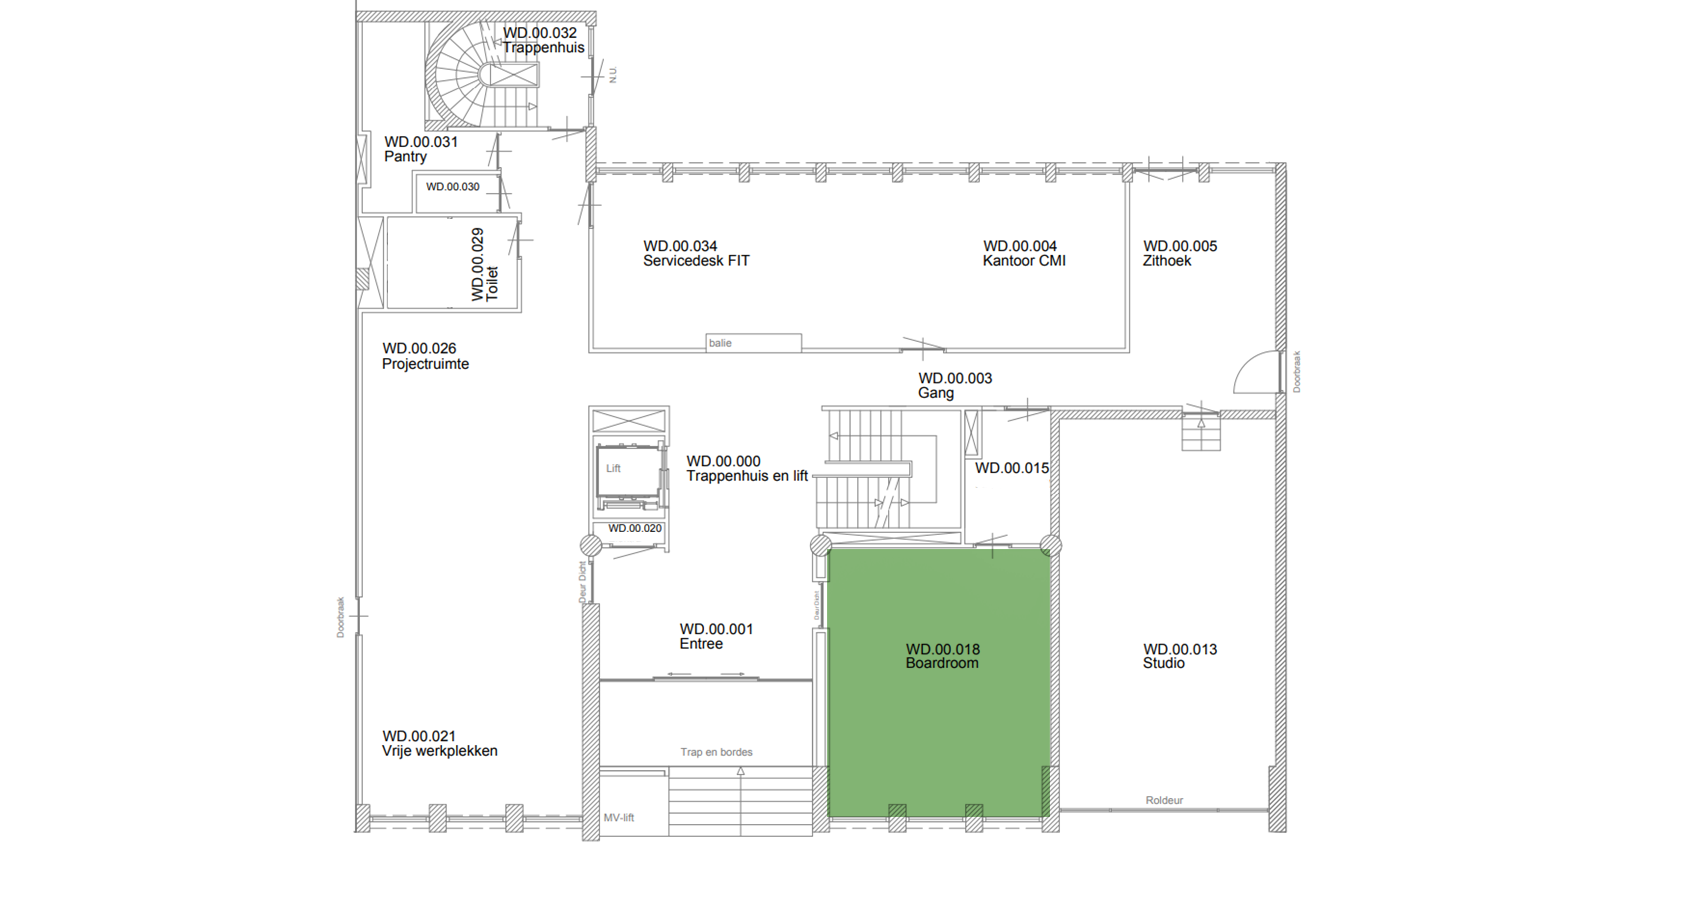 WD.00.032
Trappenhuis
N.U.
WD.00.031
Pantry
WD.00.030
WD.00.029
Toilet
WD.00.034
Servicedesk FIT
WD.00.004
Kantoor CMI
WD.00.005
Zithoek
balie
WD.00.026
Projectruimte
WD.00.003
Gang
Doorbraak
Lift
WD.00.000
Trappenhuis en lift
WD.00.015
WD.00.020
Deur Dicht
Deur Dicht
Doorbraak
WD.00.001
Entree
WD.00.018
Boardroom
WD.00.013
Studio
WD.00.021
Vrije werkplekken
Trap en bordes
Roldeur
MV-lift